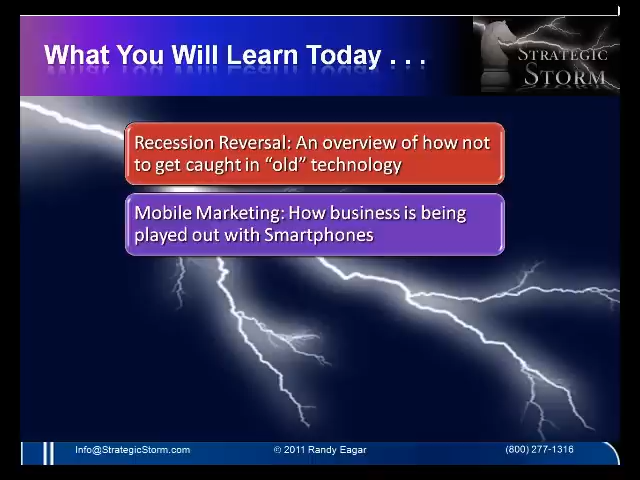 What You Will Learn Today . . .
STRATEGIC
STORM
Recession Reversal: An overview of how not
to get caught in “old” technology
Mobile Marketing: How business is being
played out with Smartphones
Info@StrategicStorm.com
© 2011 Randy Eagar
(800) 277-1316